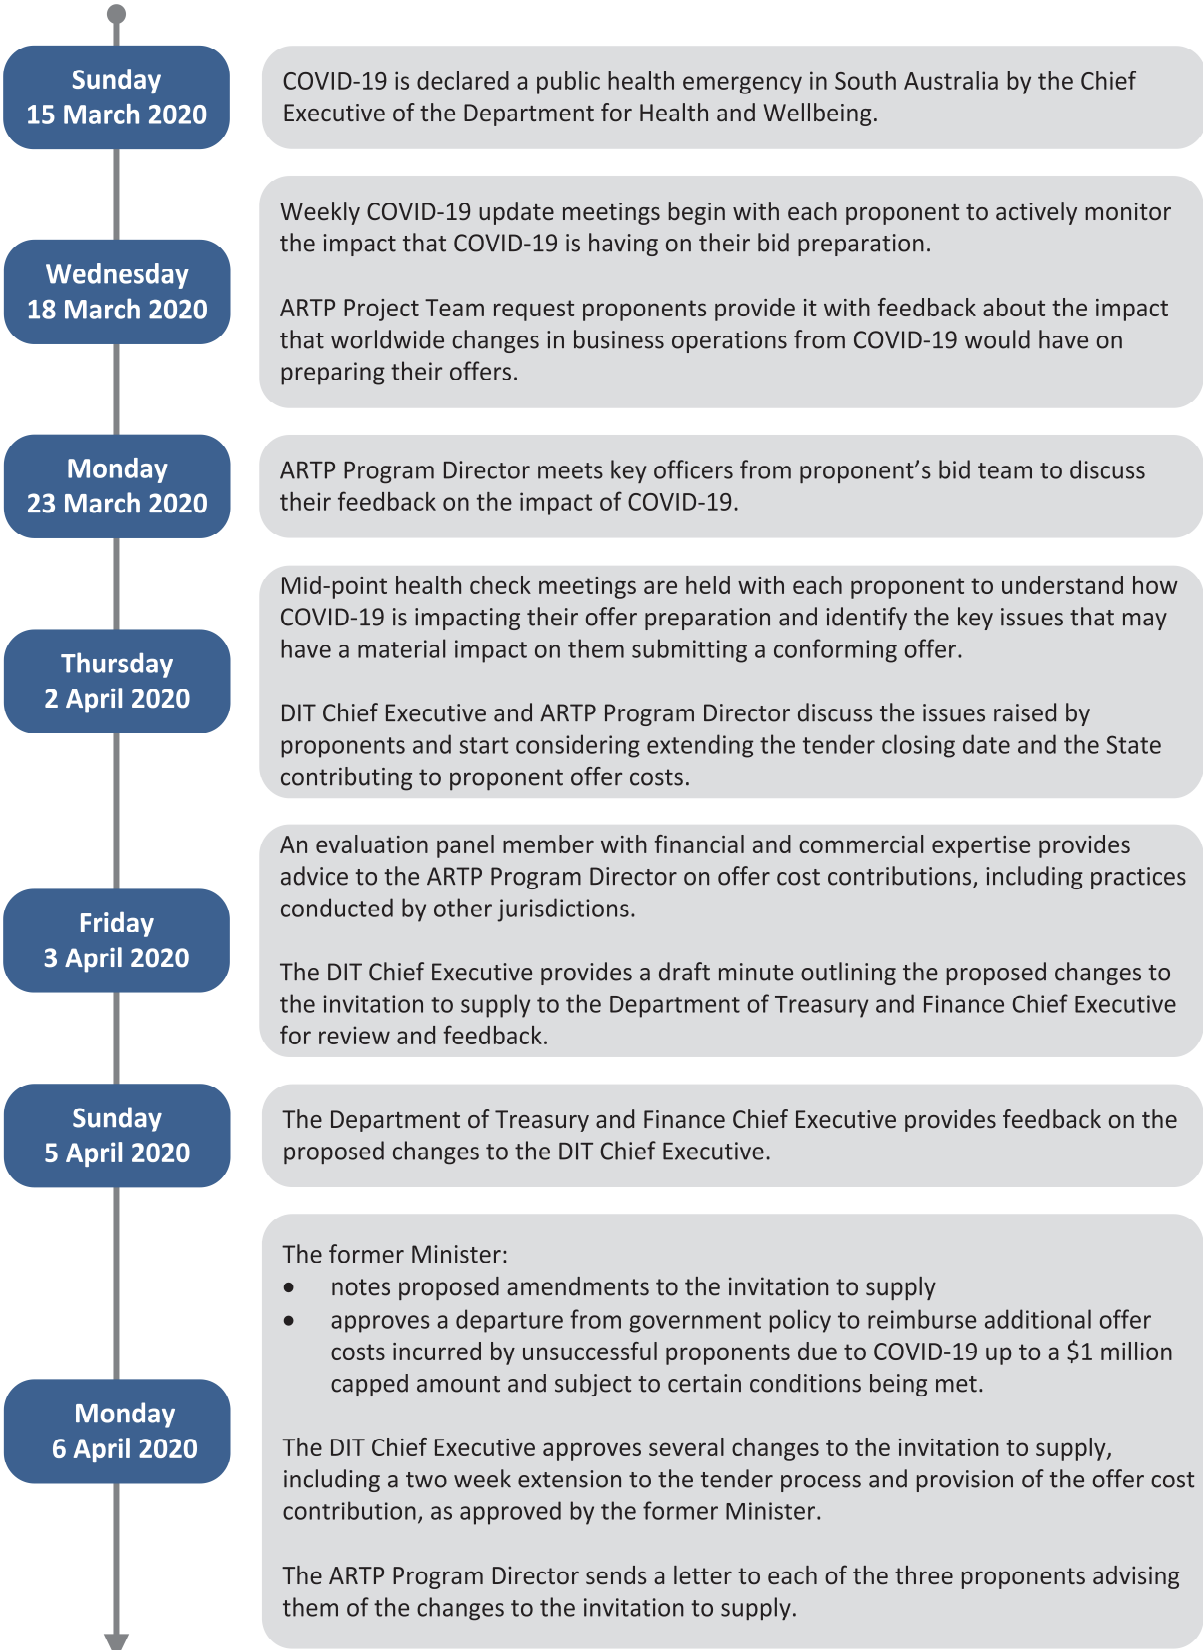 Sunday
15 March 2020
COVID-19 is declared a public health emergency in South Australia by the Chief
Executive of the Department for Health and Wellbeing.
Wednesday
18 March 2020
Weekly COVID-19 update meetings begin with each proponent to actively monitor
the impact that COVID-19 is having on their bid preparation.
ARTP Project Team request proponents provide it with feedback about the impact
that worldwide changes in business operations from COVID-19 would have on
preparing their offers.
Monday
23 March 2020
ARTP Program Director meets key officers from proponent’s bid team to discuss
their feedback on the impact of COVID-19.
Thursday
2 April 2020
Mid-point health check meetings are held with each proponent to understand how
COVID-19 is impacting their offer preparation and identify the key issues that may
have a material impact on them submitting a conforming offer.
DIT Chief Executive and ARTP Program Director discuss the issues raised by
proponents and start considering extending the tender closing date and the State
contributing to proponent offer costs.
Friday
3 April 2020
An evaluation panel member with financial and commercial expertise provides
advice to the ARTP Program Director on offer cost contributions, including practices
conducted by other jurisdictions.
The DIT Chief Executive provides a draft minute outlining the proposed changes to
the invitation to supply to the Department of Treasury and Finance Chief Executive
for review and feedback.
Sunday
5 April 2020
The Department of Treasury and Finance Chief Executive provides feedback on the
proposed changes to the DIT Chief Executive.
Monday
6 April 2020
The former Minister:
• notes proposed amendments to the invitation to supply
• approves a departure from government policy to reimburse additional offer
costs incurred by unsuccessful proponents due to COVID-19 up to a $1 million
capped amount and subject to certain conditions being met.
The DIT Chief Executive approves several changes to the invitation to supply,
including a two week extension to the tender process and provision of the offer cost
contribution, as approved by the former Minister.
The ARTP Program Director sends a letter to each of the three proponents advising
them of the changes to the invitation to supply.